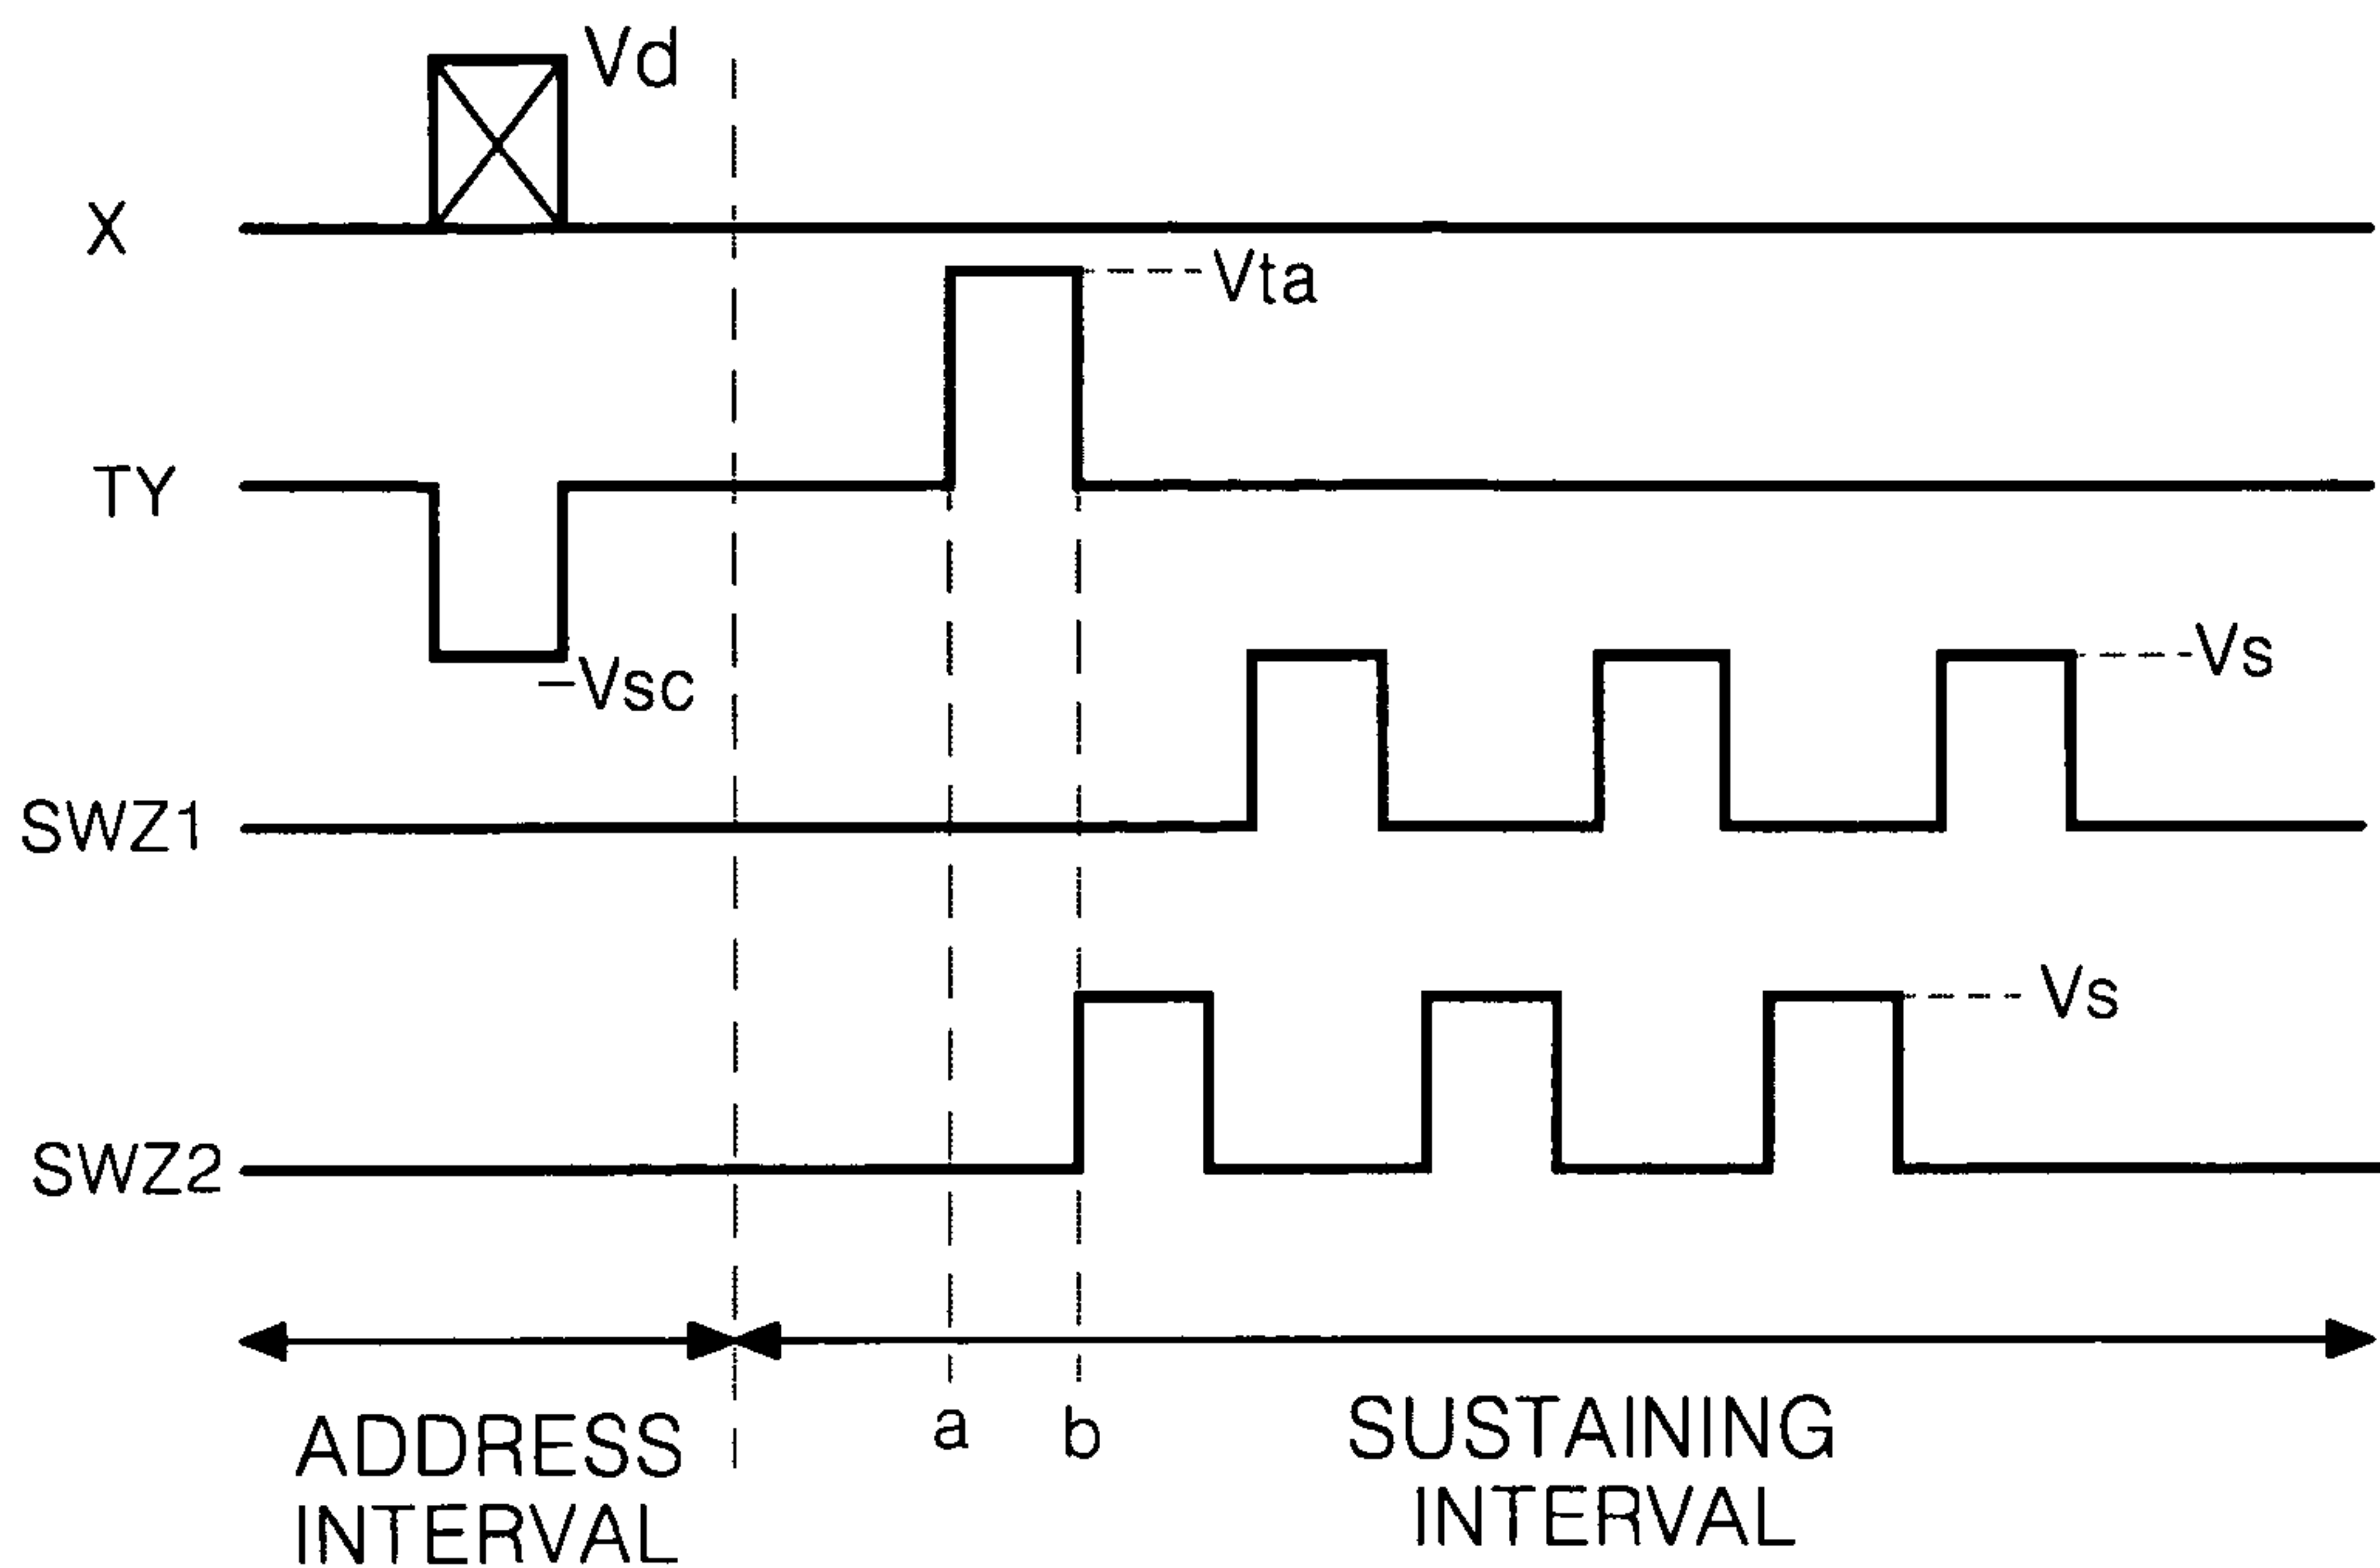 Vd
X
Vta
TY
-Vsc
Vs
SWZ1
Vs
SWZ2
a b
ADDRESS INTERVAL
SUSTAINING INTERVAL